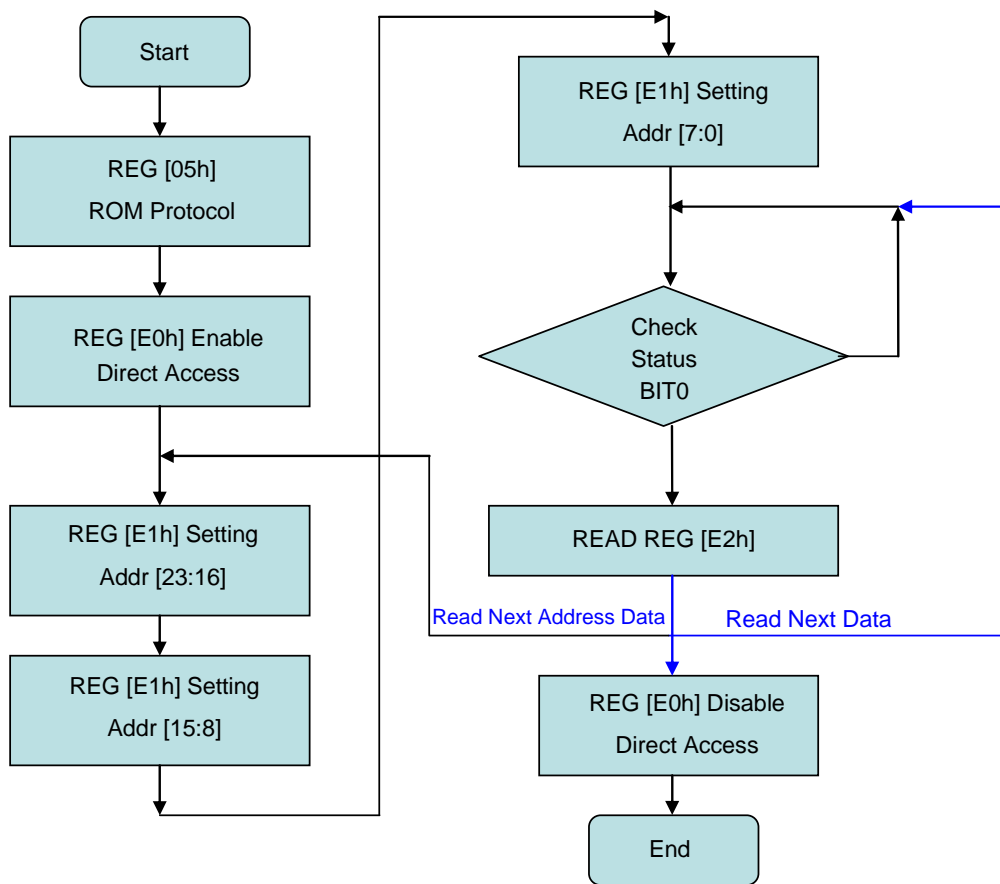 Start
REG [05h]
ROM Protocol
REG [E0h] Enable
Direct Access
REG [E1h] Setting
Addr [23:16]
REG [E1h] Setting
Addr [15:8]
REG [E1h] Setting
Addr [7:0]
Check
Status
BIT0
READ REG [E2h]
Read Next Address Data
Read Next Data
REG [E0h] Disable
Direct Access
End